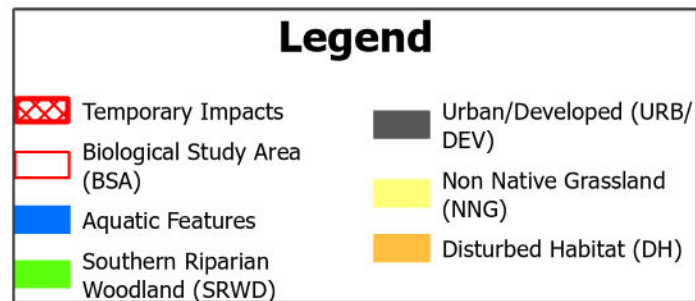 Legend
Temporary Impacts
Biological Study Area
(BSA)
Aquatic Features
Southern Riparian
Woodland (SRWD)
Urban/Developed (URB/
DEV)
Non Native Grassland
(NNG)
Disturbed Habitat (DH)